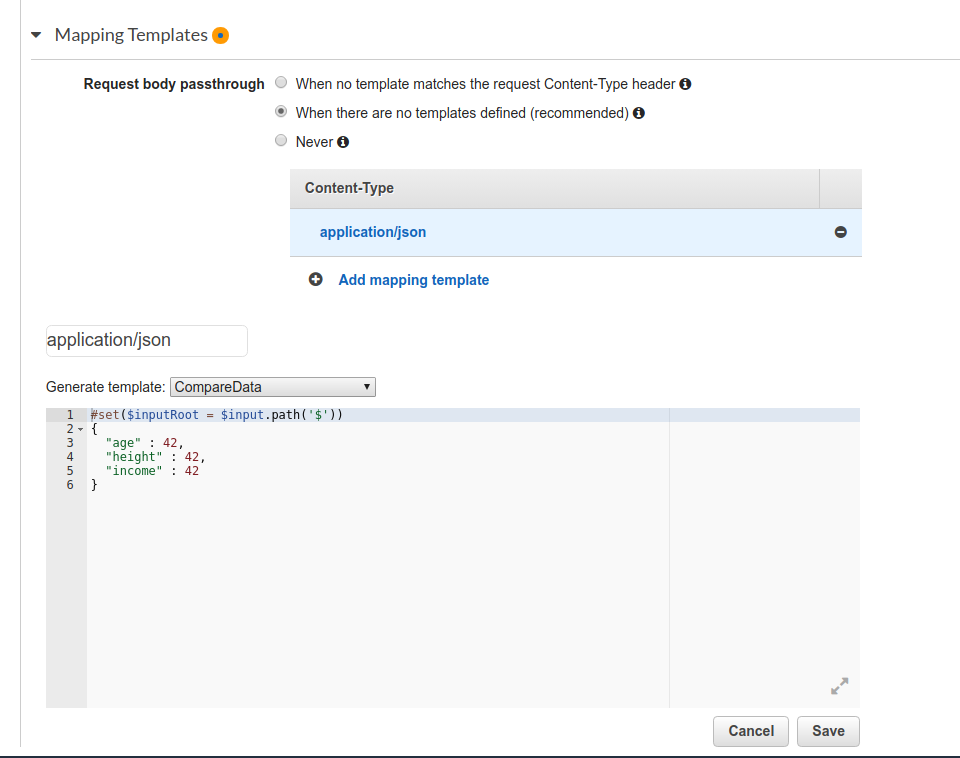 Mapping Templates
Request body passthrough
When no template matches the request Content-Type header
When there are no templates defined (recommended)
Never
Content-Type
application/json
Add mapping template
application/json
Generate template: CompareData
1 #set($inputRoot = $input.path('$'))
2 {
3   "age" : 42,
4   "height" : 42,
5   "income" : 42
6 }
Cancel Save